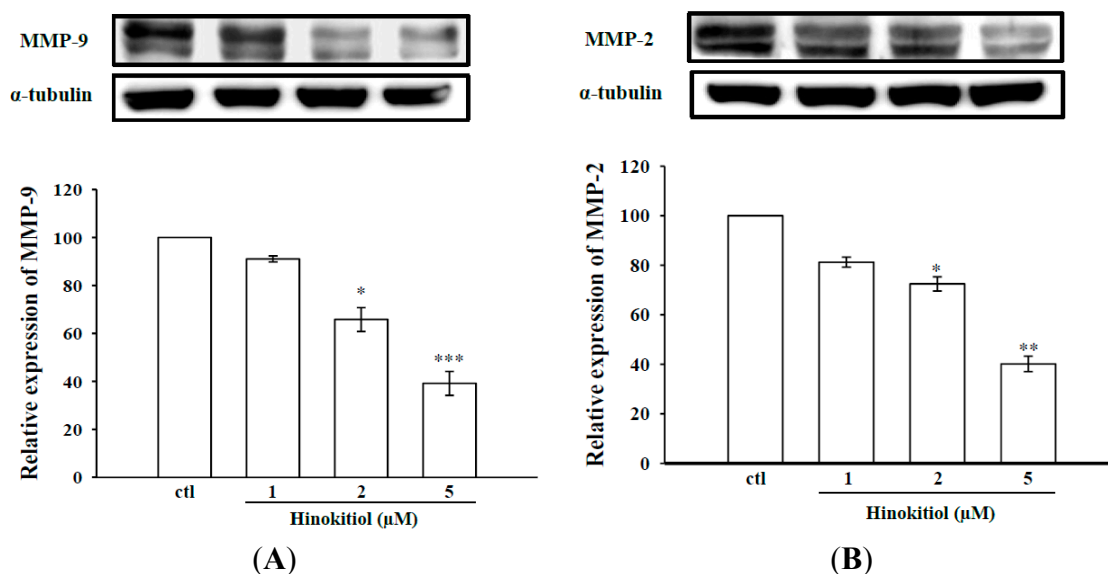 MMP-9
α-tubulin
Relative expression of MMP-9
120
100
80
60
40
20
0
*
***
ctl
1
2
5
Hinokitiol (µM)
(A)
MMP-2
α-tubulin
Relative expression of MMP-2
120
100
80
60
40
20
0
*
**
ctl
1
2
5
Hinokitiol (µM)
(B)